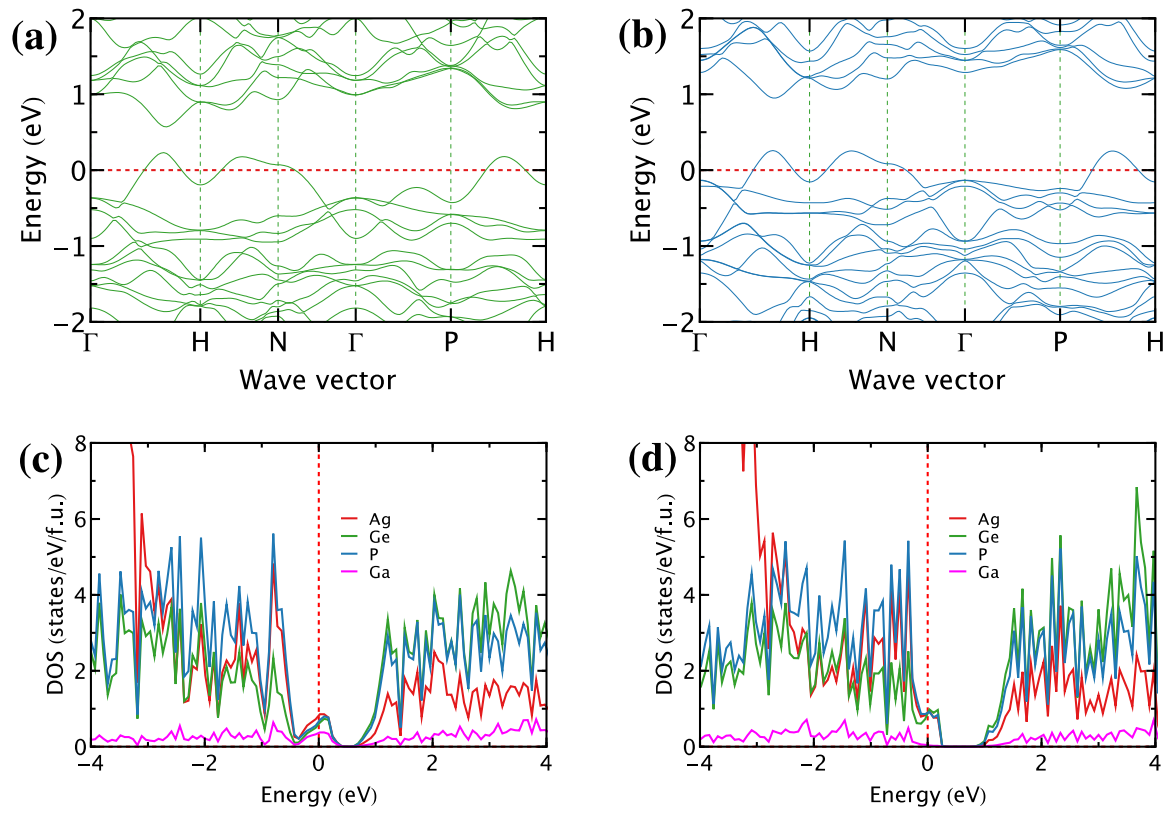 (a)
Energy (eV)
2
1
0
−1
−2
Γ H N Γ P H
Wave vector
(b)
Energy (eV)
2
1
0
−1
−2
Γ H N Γ P H
Wave vector
(c)
DOS (states/eV/f.u.)
8
6
4
2
0
Ag
Ge
P
Ga
−4 −2 0 2 4
Energy (eV)
(d)
DOS (states/eV/f.u.)
8
6
4
2
0
Ag
Ge
P
Ga
−4 −2 0 2 4
Energy (eV)